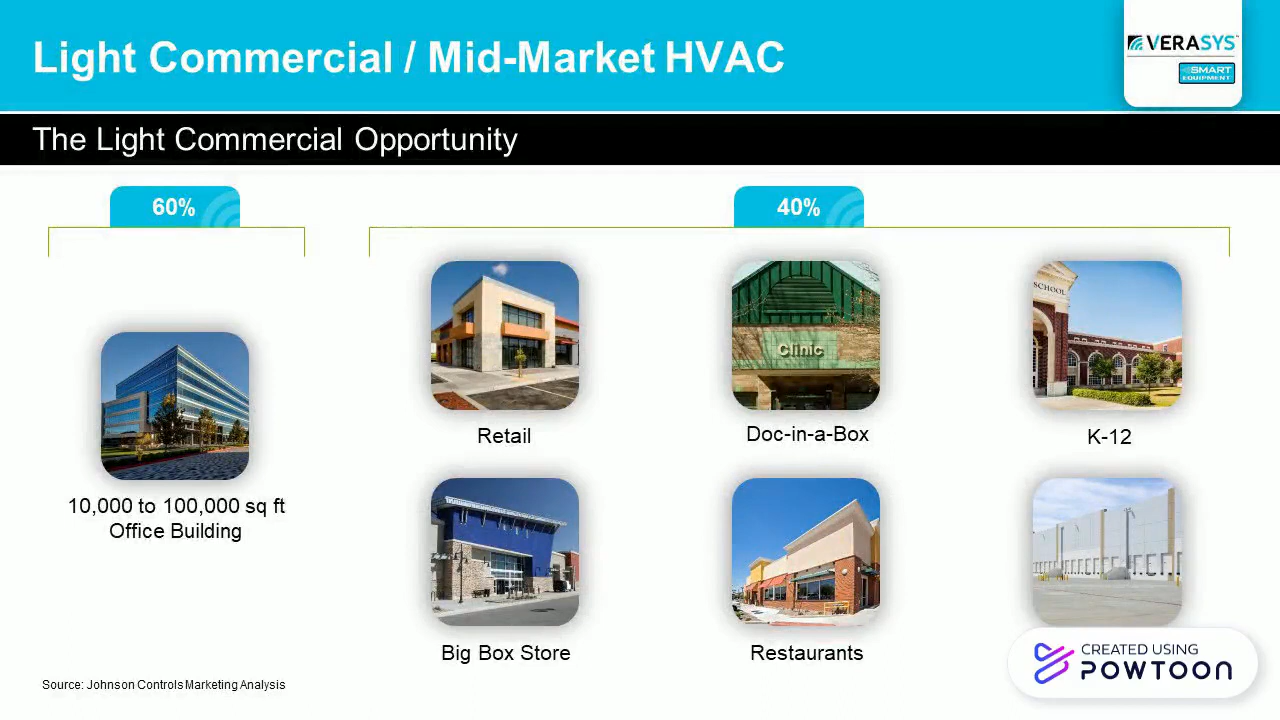 Light Commercial / Mid-Market HVAC
VERASYS™
SMART
EQUIPMENT
The Light Commercial Opportunity
60%
40%
SCHOOL
Clinic
Retail
Doc-in-a-Box
K-12
10,000 to 100,000 sq ft
Office Building
Big Box Store
Restaurants
CREATED USING
POWTOON
Source: Johnson Controls Marketing Analysis